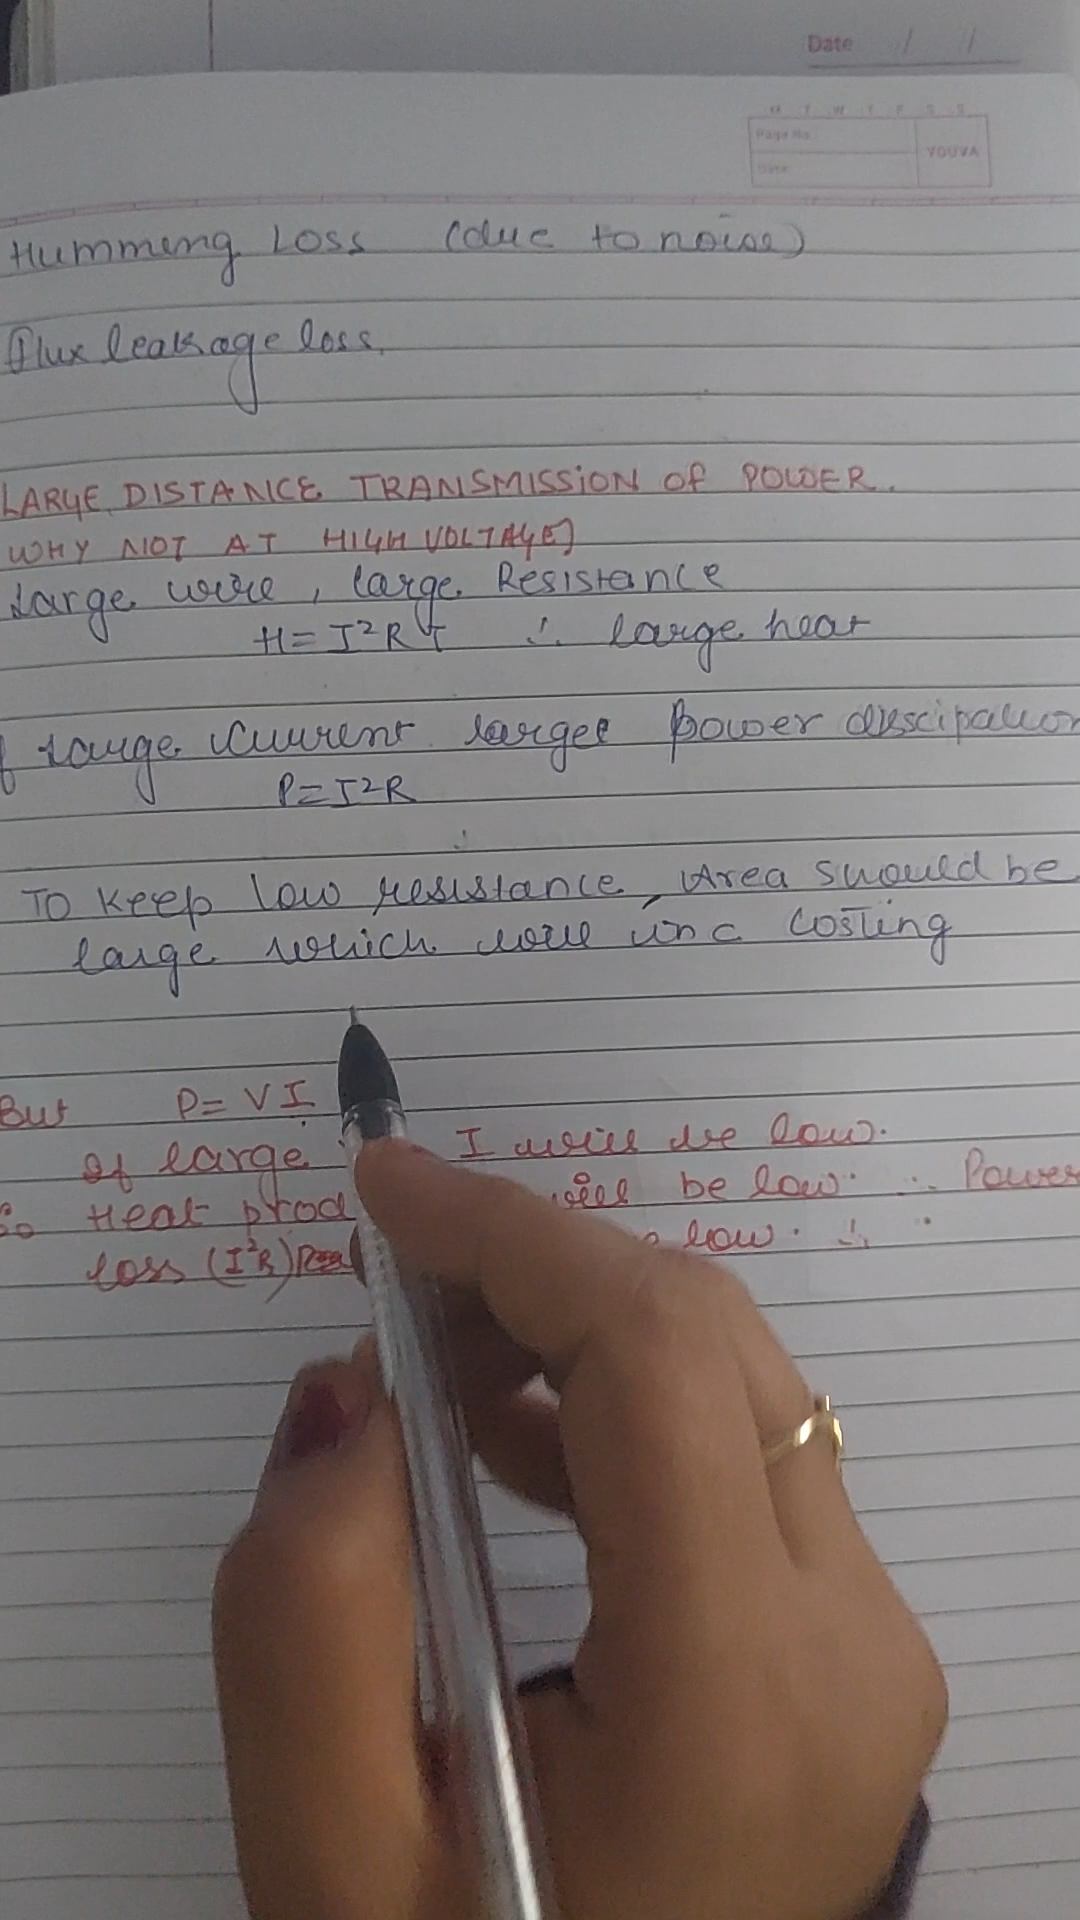 Date / /
M T W T F S S
Page No
YOUVA
Date
Humming Loss (due to noise)
flux leakage loss.
LARGE DISTANCE TRANSMISSION OF POWER.
WHY NOT AT HIGH VOLTAGE}
Large wire, large Resistance
H=I²RT ∴ large heat
If large current larger power disscipation
P=I²R
∴
TO Keep low resistance, Area should be
large which will inc costing
But P= VI
If large I will be low.
So Heat prod will be low ∴ Power
loss (I²R) low. ∴